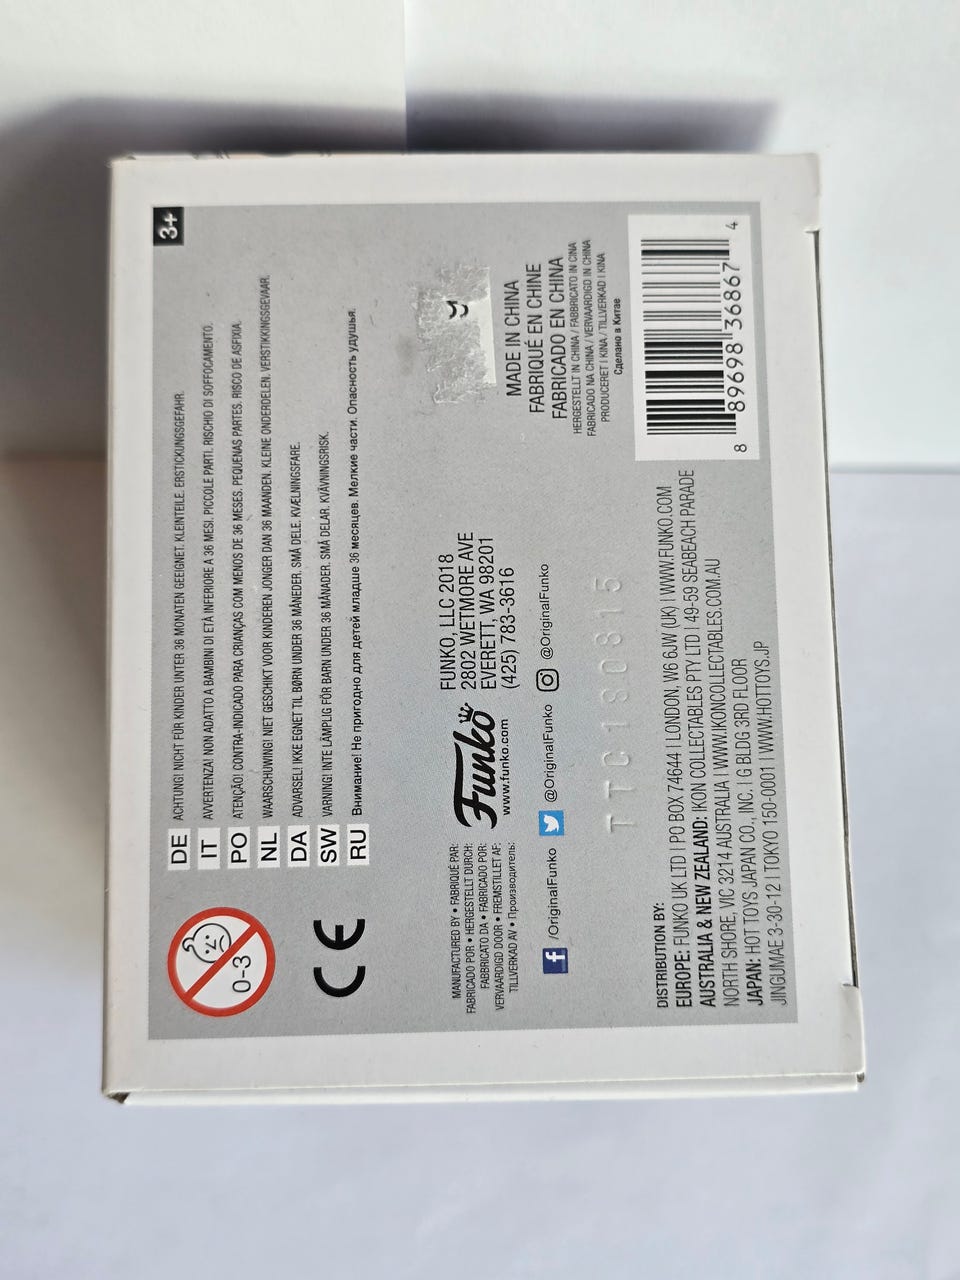 3+
0-3
DE ACHTUNG! NICHT FÜR KINDER UNTER 36 MONATEN GEEIGNET. KLEINTEILE. ERSTICKUNGSGEFAHR.
IT AVVERTENZA! NON ADATTO A BAMBINI DI ETÀ INFERIORE A 36 MESI. PICCOLE PARTI. RISCHIO DI SOFFOCAMENTO.
PO ATENÇÃO! CONTRA-INDICADO PARA CRIANÇAS COM MENOS DE 36 MESES. PEQUENAS PARTES. RISCO DE ASFIXIA.
NL WAARSCHUWING! NIET GESCHIKT VOOR KINDEREN JONGER DAN 36 MAANDEN. KLEINE ONDERDELEN. VERSTIKKINGSGEVAAR.
DA ADVARSEL! IKKE EGNET TIL BØRN UNDER 36 MÅNEDER. SMÅ DELE. KVÆLNINGSFARE.
SW VARNING! INTE LÄMPLIG FÖR BARN UNDER 36 MÅNADER. SMÅ DELAR. KVÄVNINGSRISK.
RU Внимание! Не пригодно для детей младше 36 месяцев. Мелкие части. Опасность удушья.
CE
MANUFACTURED BY • FABRIQUÉ PAR:
FABRICADO POR • HERGESTELLT DURCH:
FABBRICATO DA • FABRICADO POR:
VERVAARDIGD DOOR • FREMSTILLET AF:
TILLVERKAD AV • Производитель:
Funko
www.funko.com
FUNKO, LLC 2018
2802 WETMORE AVE
EVERETT, WA 98201
(425) 783-3616
/OriginalFunko @OriginalFunko @OriginalFunko
MADE IN CHINA
FABRIQUÉ EN CHINE
FABRICADO EN CHINA
HERGESTELLT IN CHINA / FABBRICATO IN CINA
FABRICADO NA CHINA / VERVAARDIGD IN CHINA
PRODUCERET I KINA / TILLVERKAD I KINA
Сделано в Китае
TTC180815
DISTRIBUTION BY:
EUROPE: FUNKO UK LTD | PO BOX 74644 | LONDON, W6 6JW (UK) | WWW.FUNKO.COM
AUSTRALIA & NEW ZEALAND: IKON COLLECTABLES PTY LTD | 49-59 SEABEACH PARADE
NORTH SHORE, VIC 3214 AUSTRALIA | WWW.IKONCOLLECTABLES.COM.AU
JAPAN: HOT TOYS JAPAN CO., INC. | G BLDG 3RD FLOOR
JINGUMAE 3-30-12 | TOKYO 150-0001 | WWW.HOTTOYS.JP
8 89698 36867 4